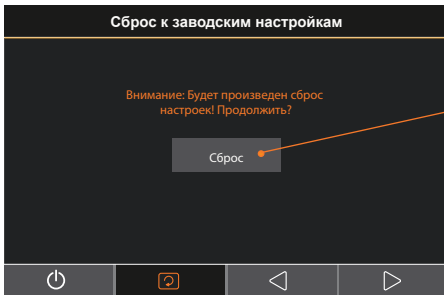 Сброс к заводским настройкам
Внимание: Будет произведен сброс
настроек! Продолжить?
Сброс